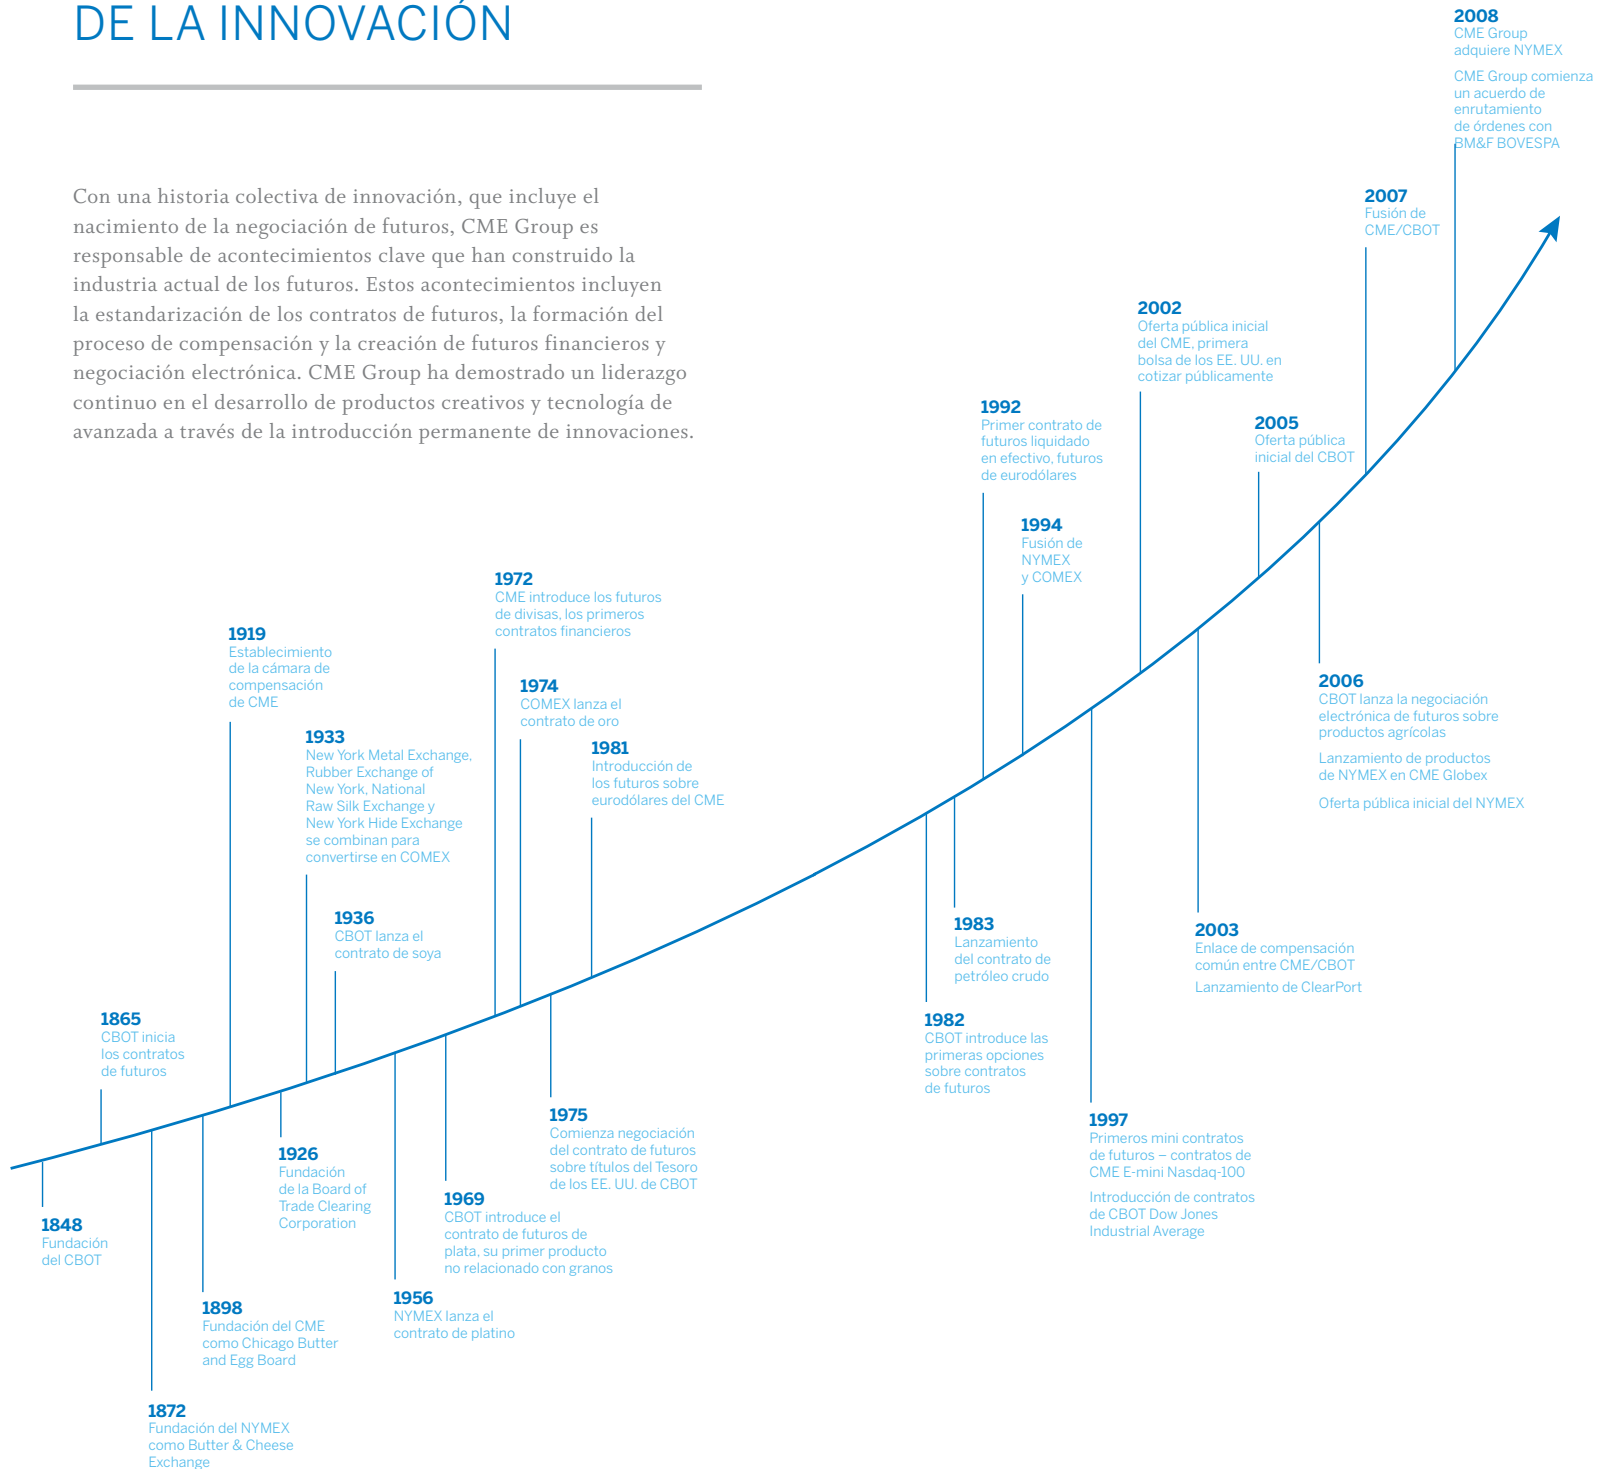 DE LA INNOVACIÓN
Con una historia colectiva de innovación, que incluye el
nacimiento de la negociación de futuros, CME Group es
responsable de acontecimientos clave que han construido la
industria actual de los futuros. Estos acontecimientos incluyen
la estandarización de los contratos de futuros, la formación del
proceso de compensación y la creación de futuros financieros y
negociación electrónica. CME Group ha demostrado un liderazgo
continuo en el desarrollo de productos creativos y tecnología de
avanzada a través de la introducción permanente de innovaciones.
1848
Fundación
del CBOT
1865
CBOT inicia
los contratos
de futuros
1872
Fundación del NYMEX
como Butter & Cheese
Exchange
1898
Fundación del CME
como Chicago Butter
and Egg Board
1919
Establecimiento
de la cámara de
compensación
de CME
1926
Fundación
de la Board of
Trade Clearing
Corporation
1933
New York Metal Exchange,
Rubber Exchange of
New York, National
Raw Silk Exchange y
New York Hide Exchange
se combinan para
convertirse en COMEX
1936
CBOT lanza el
contrato de soya
1956
NYMEX lanza el
contrato de platino
1969
CBOT introduce el
contrato de futuros de
plata, su primer producto
no relacionado con granos
1972
CME introduce los futuros
de divisas, los primeros
contratos financieros
1974
COMEX lanza el
contrato de oro
1975
Comienza negociación
del contrato de futuros
sobre títulos del Tesoro
de los EE. UU. de CBOT
1981
Introducción de
los futuros sobre
eurodólares del CME
1982
CBOT introduce las
primeras opciones
sobre contratos
de futuros
1983
Lanzamiento
del contrato de
petróleo crudo
1992
Primer contrato de
futuros liquidado
en efectivo, futuros
de eurodólares
1994
Fusión de
NYMEX
y COMEX
1997
Primeros mini contratos
de futuros – contratos de
CME E-mini Nasdaq-100
Introducción de contratos
de CBOT Dow Jones
Industrial Average
2002
Oferta pública inicial
del CME, primera
bolsa de los EE. UU. en
cotizar públicamente
2003
Enlace de compensación
común entre CME/CBOT
Lanzamiento de ClearPort
2005
Oferta pública
inicial del CBOT
2006
CBOT lanza la negociación
electrónica de futuros sobre
productos agrícolas
Lanzamiento de productos
de NYMEX en CME Globex
Oferta pública inicial del NYMEX
2007
Fusión de
CME/CBOT
2008
CME Group
adquiere NYMEX
CME Group comienza
un acuerdo de
enrutamiento
de órdenes con
BM&F BOVESPA